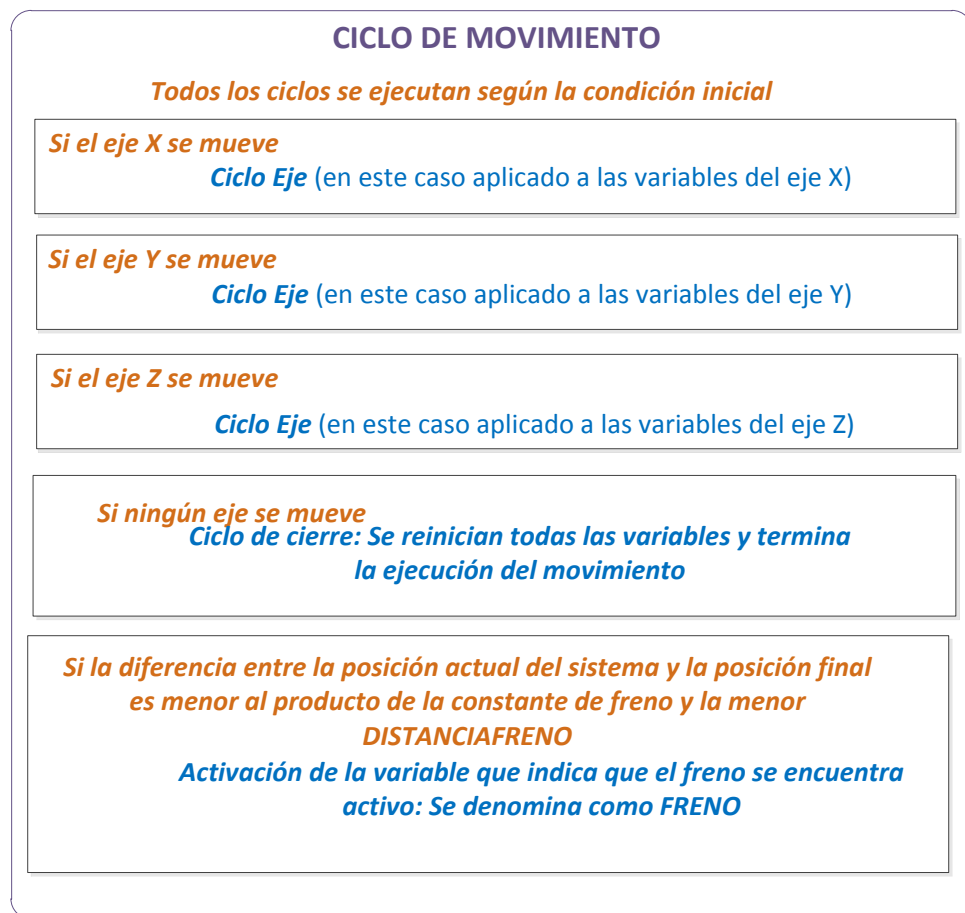 CICLO DE MOVIMIENTO
Todos los ciclos se ejecutan según la condición inicial
Si el eje X se mueve
Ciclo Eje (en este caso aplicado a las variables del eje X)
Si el eje Y se mueve
Ciclo Eje (en este caso aplicado a las variables del eje Y)
Si el eje Z se mueve
Ciclo Eje (en este caso aplicado a las variables del eje Z)
Si ningún eje se mueve
Ciclo de cierre: Se reinician todas las variables y termina
la ejecución del movimiento
Si la diferencia entre la posición actual del sistema y la posición final
es menor al producto de la constante de freno y la menor
DISTANCIAFRENO
Activación de la variable que indica que el freno se encuentra
activo: Se denomina como FRENO